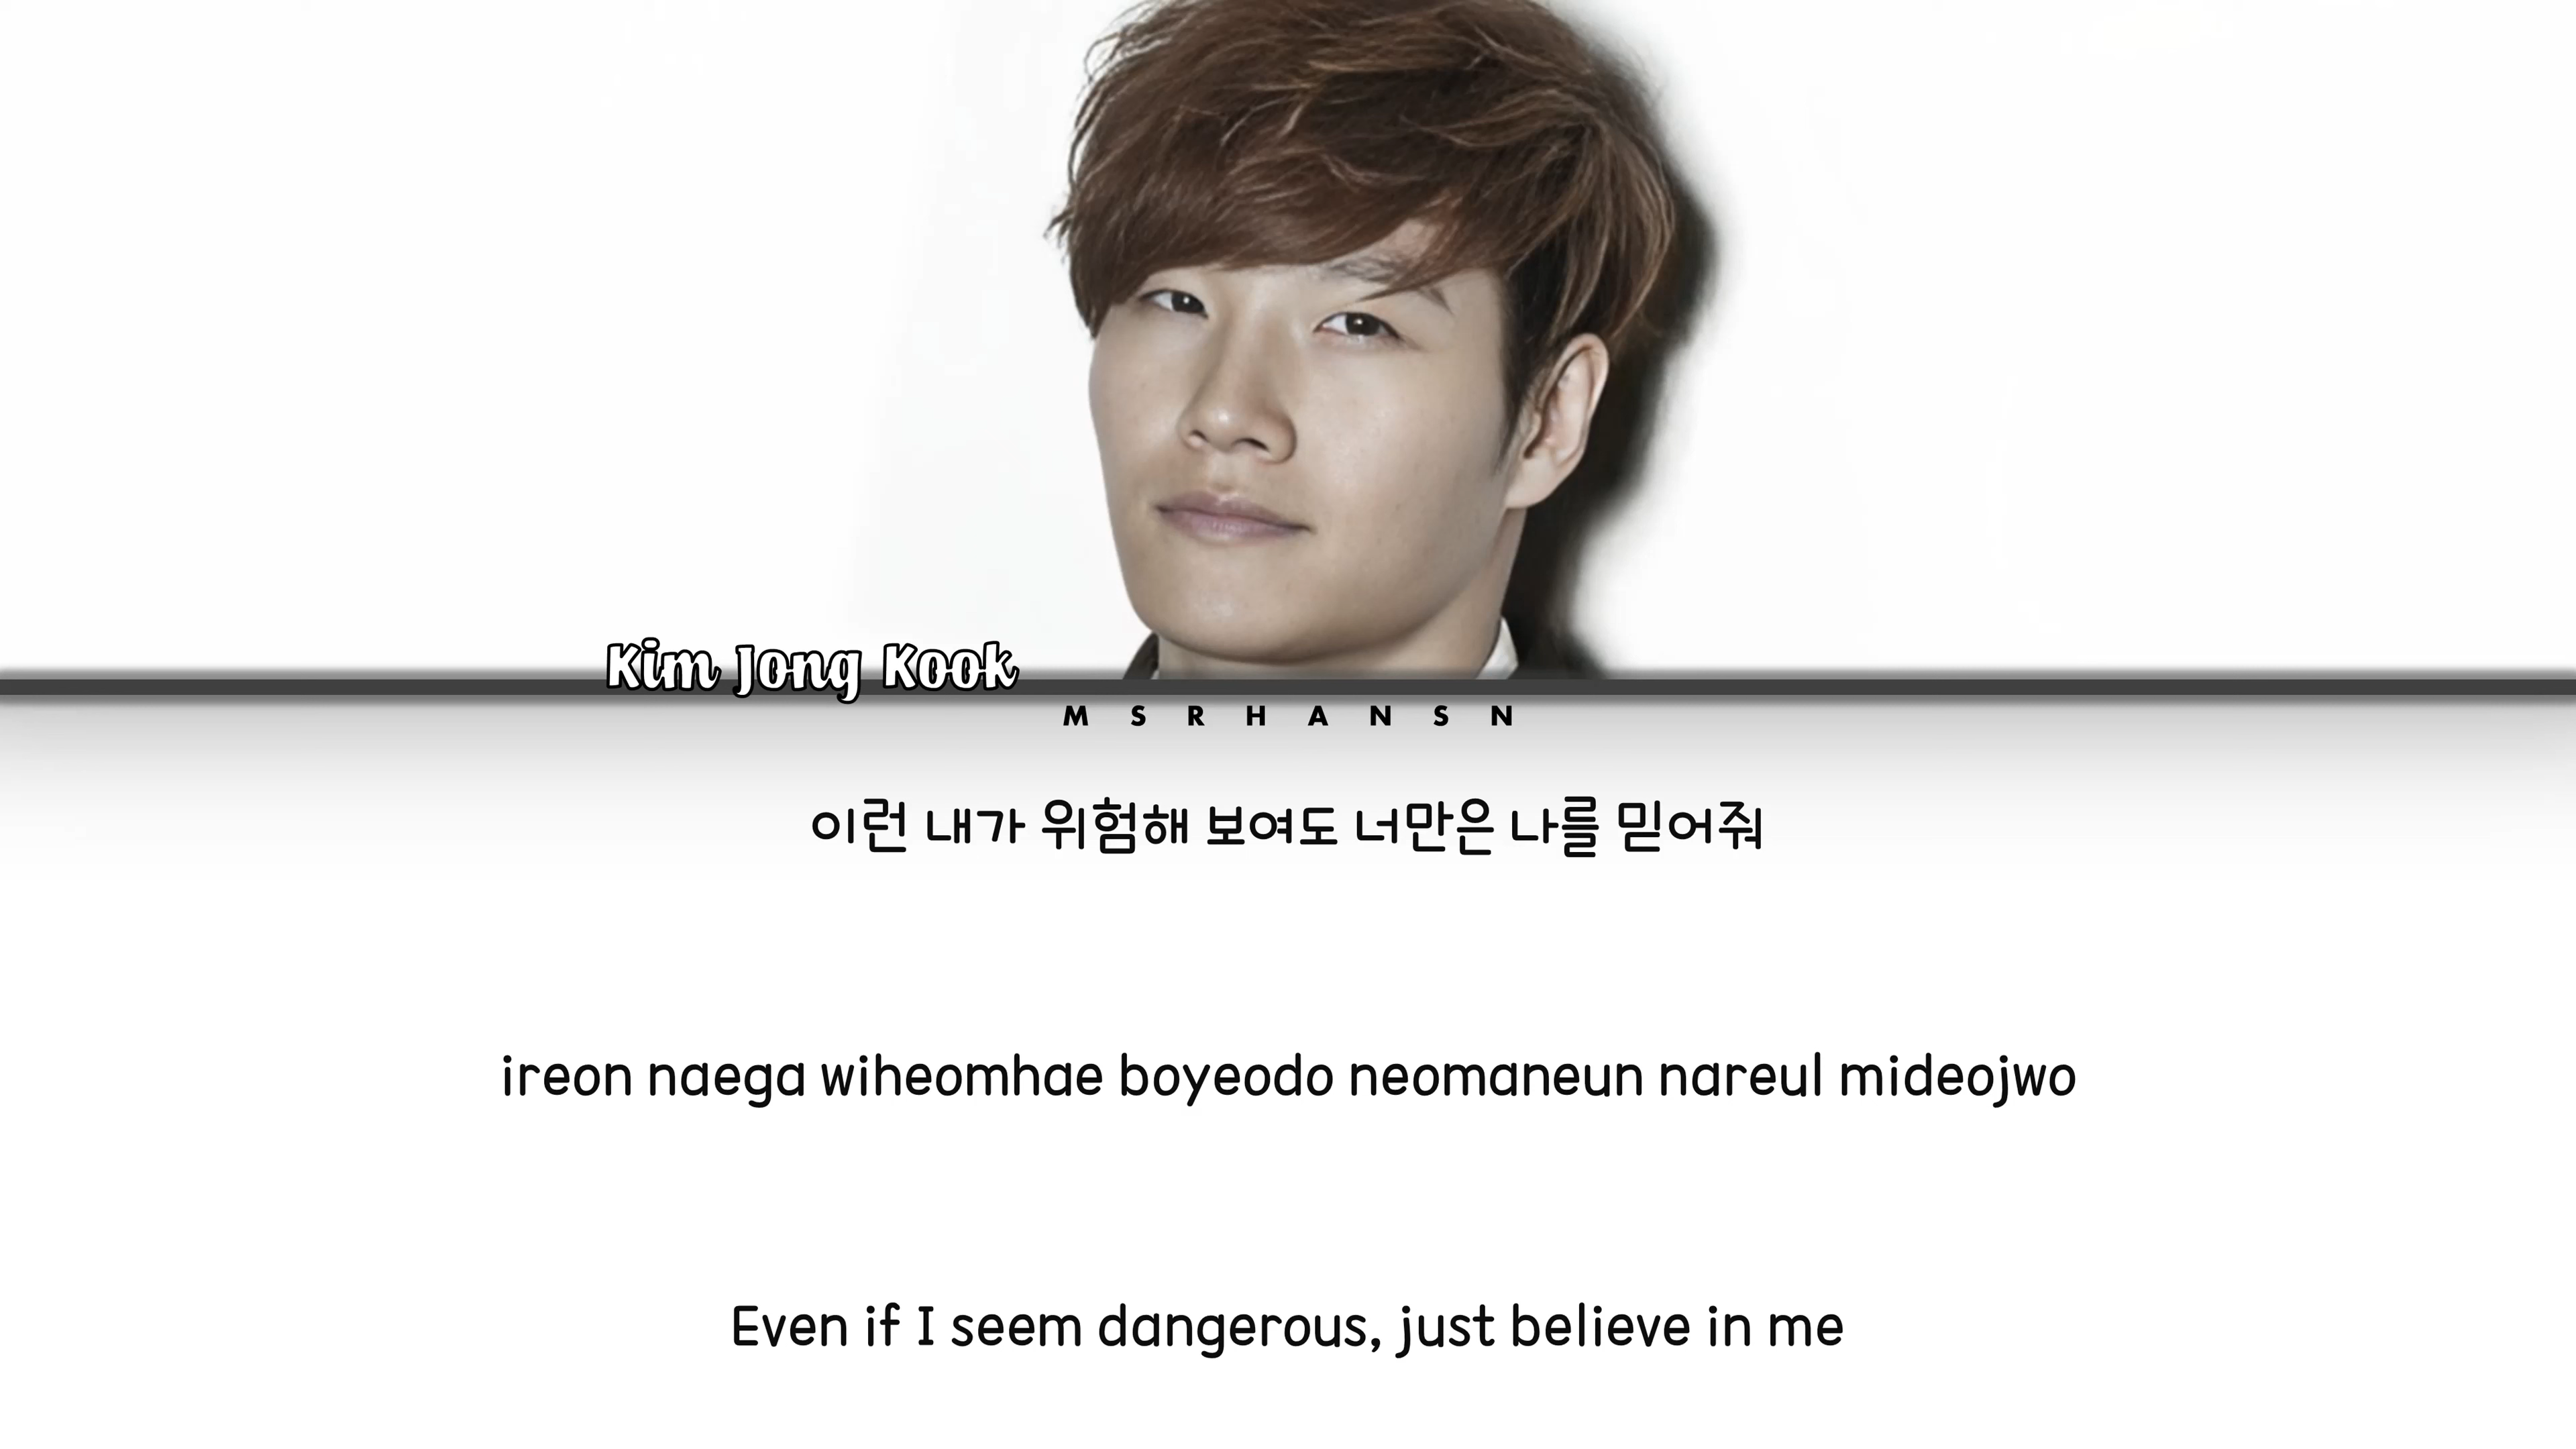 Kim Jong Kook
M S R H A N S N
이런 내가 위험해 보여도 너만은 나를 믿어줘
ireon naega wiheomhae boyeodo neomaneun nareul mideojwo
Even if I seem dangerous, just believe in me